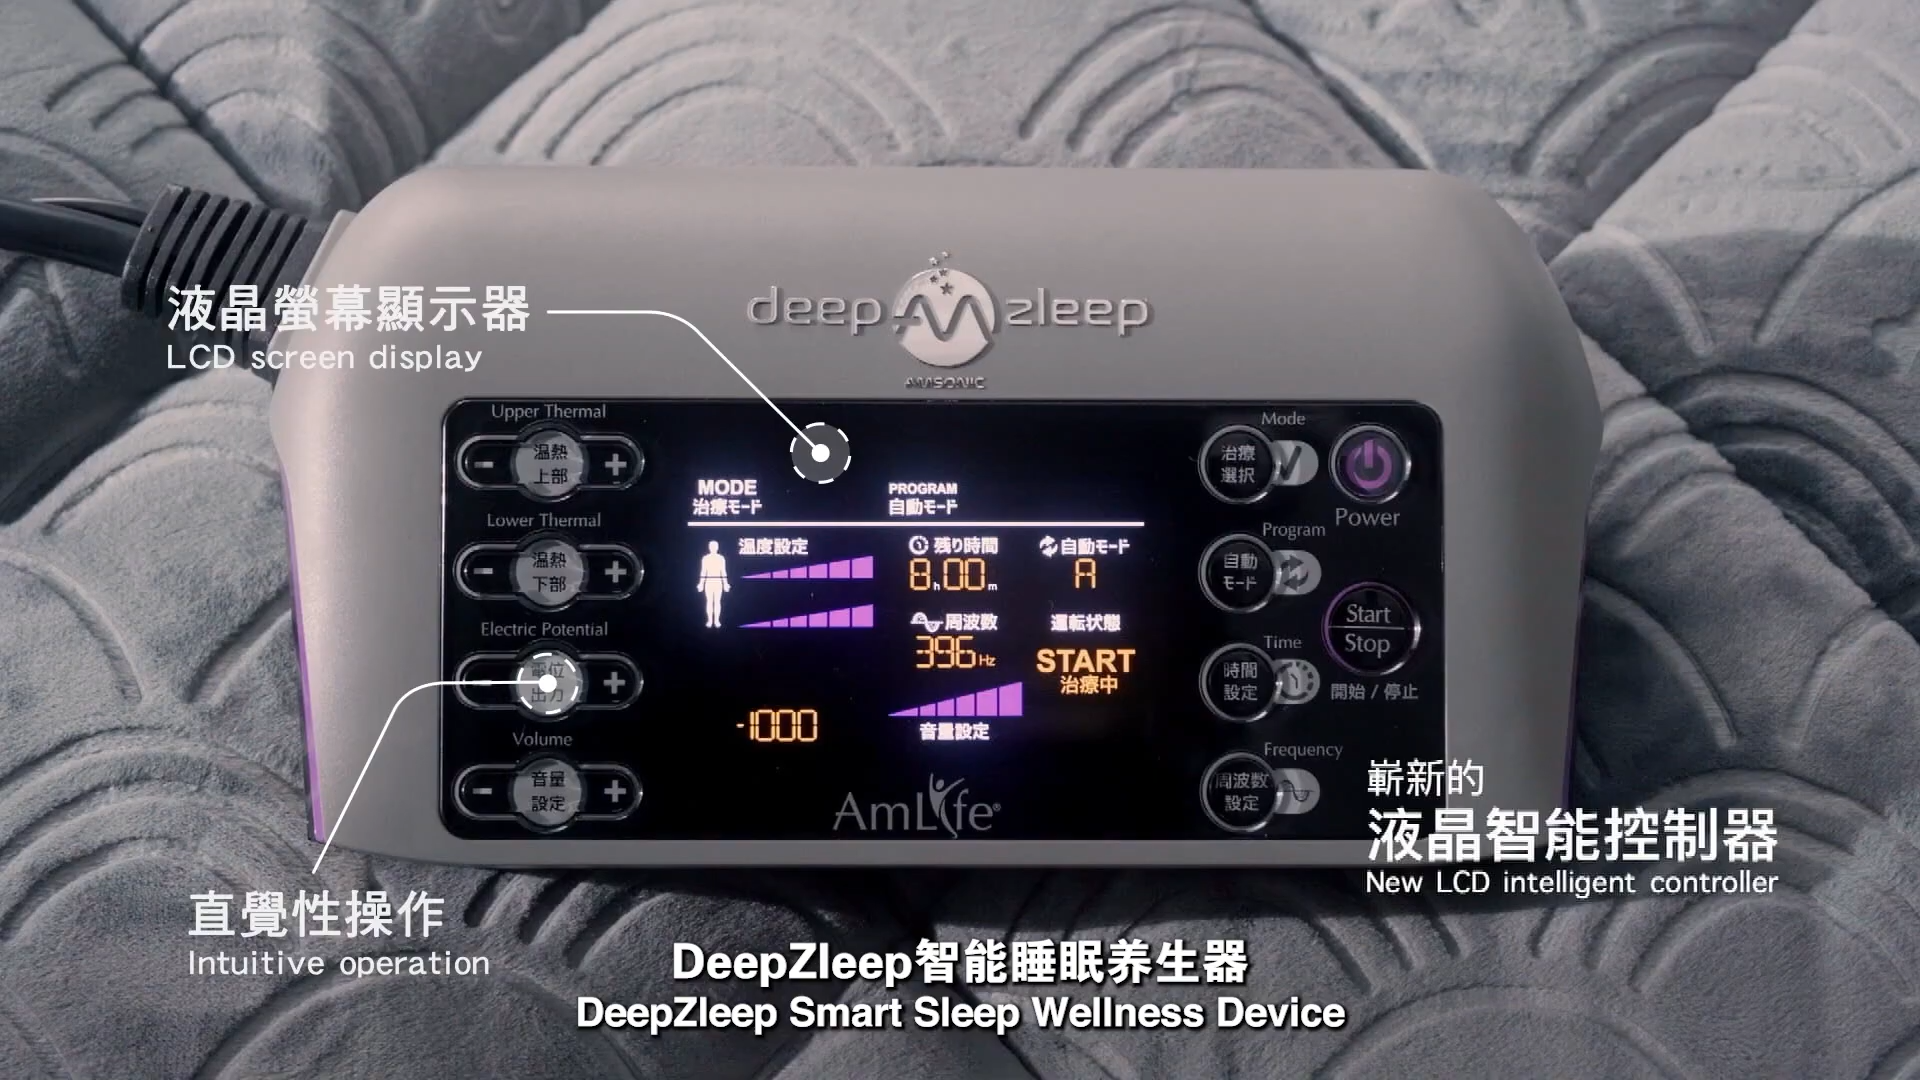 deep zleep
AMSONIC
液晶螢幕顯示器
LCD screen display
Upper Thermal
- 温熱 上部 +
Lower Thermal
- 温熱 下部 +
Electric Potential
- 電位 出力 +
Volume
- 音量 設定 +
MODE
治療モード
PROGRAM
自動モード
温度設定
残り時間
8h00m
自動モード
A
周波数
396Hz
運転状態
START
治療中
-1000
音量設定
AmLife®
Mode
治療
選択
Power
Program
自動
モード
Start
Stop
開始 / 停止
Time
時間
設定
Frequency
周波数
設定
直覺性操作
Intuitive operation
嶄新的
液晶智能控制器
New LCD intelligent controller
DeepZleep智能睡眠养生器
DeepZleep Smart Sleep Wellness Device